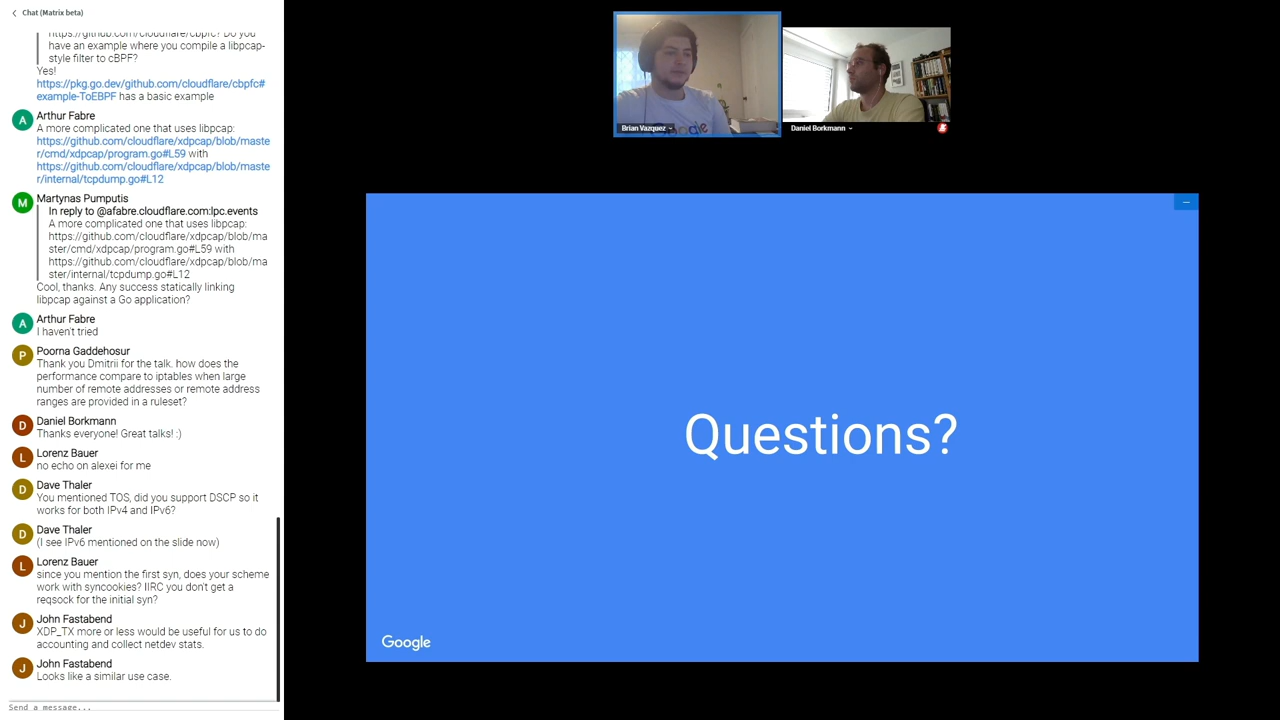 Chat (Matrix beta)
https://github.com/cloudflare/cbpfc? Do you
have an example where you compile a libpcap-
style filter to cBPF?
Yes!
https://pkg.go.dev/github.com/cloudflare/cbpfc#
example-ToEBPF has a basic example
A
Arthur Fabre
A more complicated one that uses libpcap:
https://github.com/cloudflare/xdpcap/blob/maste
r/cmd/xdpcap/program.go#L59 with
https://github.com/cloudflare/xdpcap/blob/maste
r/internal/tcpdump.go#L12
M
Martynas Pumputis
In reply to @afabre.cloudflare.com:lpc.events
A more complicated one that uses libpcap:
https://github.com/cloudflare/xdpcap/blob/ma
ster/cmd/xdpcap/program.go#L59 with
https://github.com/cloudflare/xdpcap/blob/ma
ster/internal/tcpdump.go#L12
Cool, thanks. Any success statically linking
libpcap against a Go application?
A
Arthur Fabre
I haven't tried
P
Poorna Gaddehosur
Thank you Dmitrii for the talk. how does the
performance compare to iptables when large
number of remote addresses or remote address
ranges are provided in a ruleset?
D
Daniel Borkmann
Thanks everyone! Great talks! :)
L
Lorenz Bauer
no echo on alexei for me
D
Dave Thaler
You mentioned TOS, did you support DSCP so it
works for both IPv4 and IPv6?
D
Dave Thaler
(I see IPv6 mentioned on the slide now)
L
Lorenz Bauer
since you mention the first syn, does your scheme
work with syncookies? IIRC you don't get a
reqsock for the initial syn?
J
John Fastabend
XDP_TX more or less would be useful for us to do
accounting and collect netdev stats.
J
John Fastabend
Looks like a similar use case.
Send a message...
Google
Brian Vazquez
Daniel Borkmann
Questions?
Google